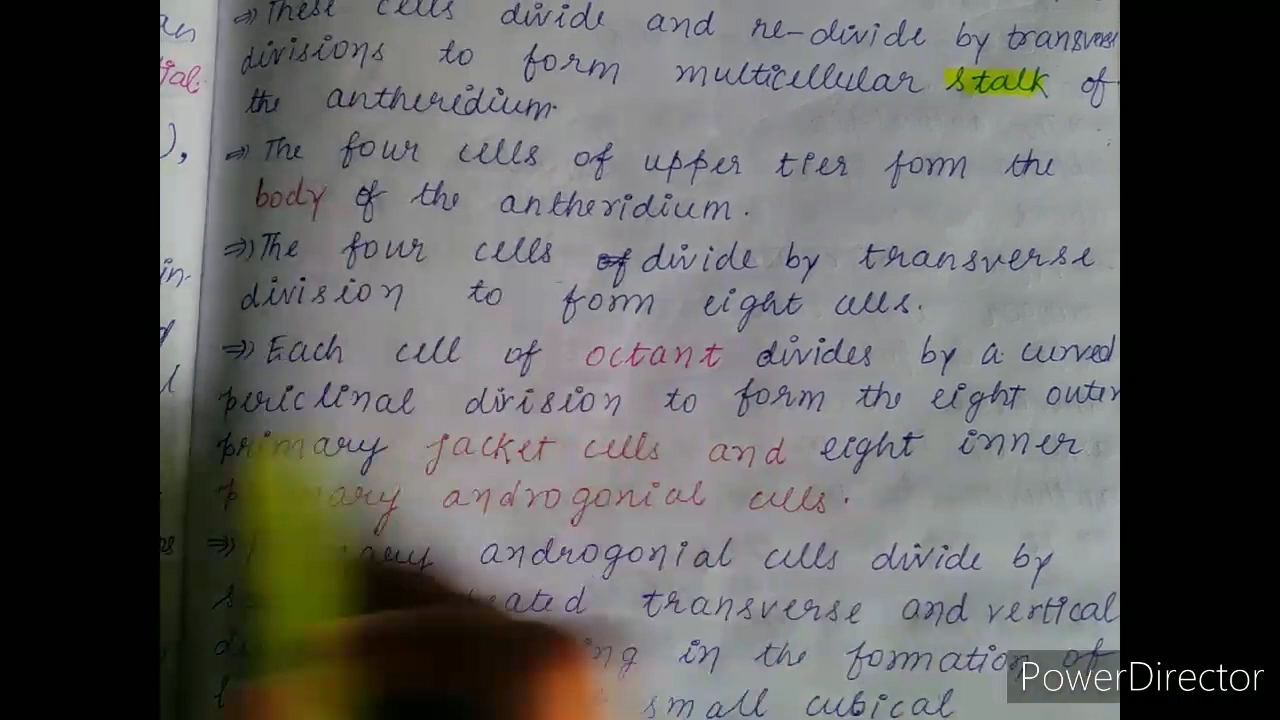 an
ial.
),
in-
⇒) These cells divide and re-divide by transverse
divisions to form multicellular stalk of
the antheridium.
⇒) The four cells of upper tier form the
body of the antheridium.
⇒) The four cells of divide by transverse
division to form eight cells.
⇒) Each cell of octant divides by a curved
periclinal division to form the eight outer
primary jacket cells and eight inner
androgonial cells.
⇒) androgonial cells divide by
transverse and vertical
in the formation of
small cubical
PowerDirector